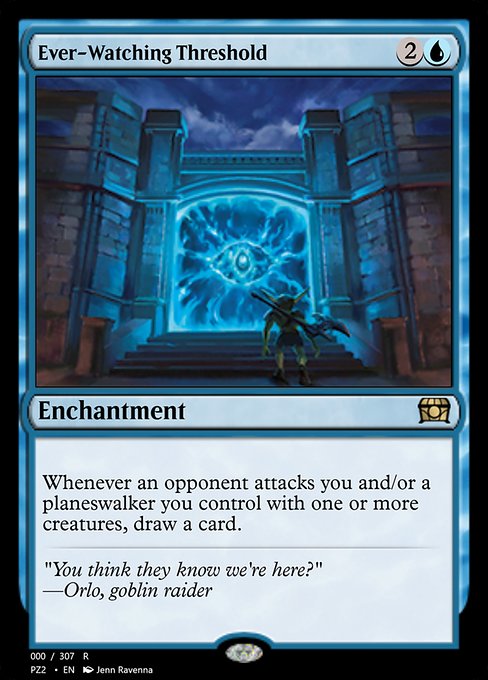 Ever-Watching Threshold 2
Enchantment
Whenever an opponent attacks you and/or a
planeswalker you control with one or more
creatures, draw a card.
"You think they know we're here?"
—Orlo, goblin raider
000 / 307 R
PZ2 • EN Jenn Ravenna